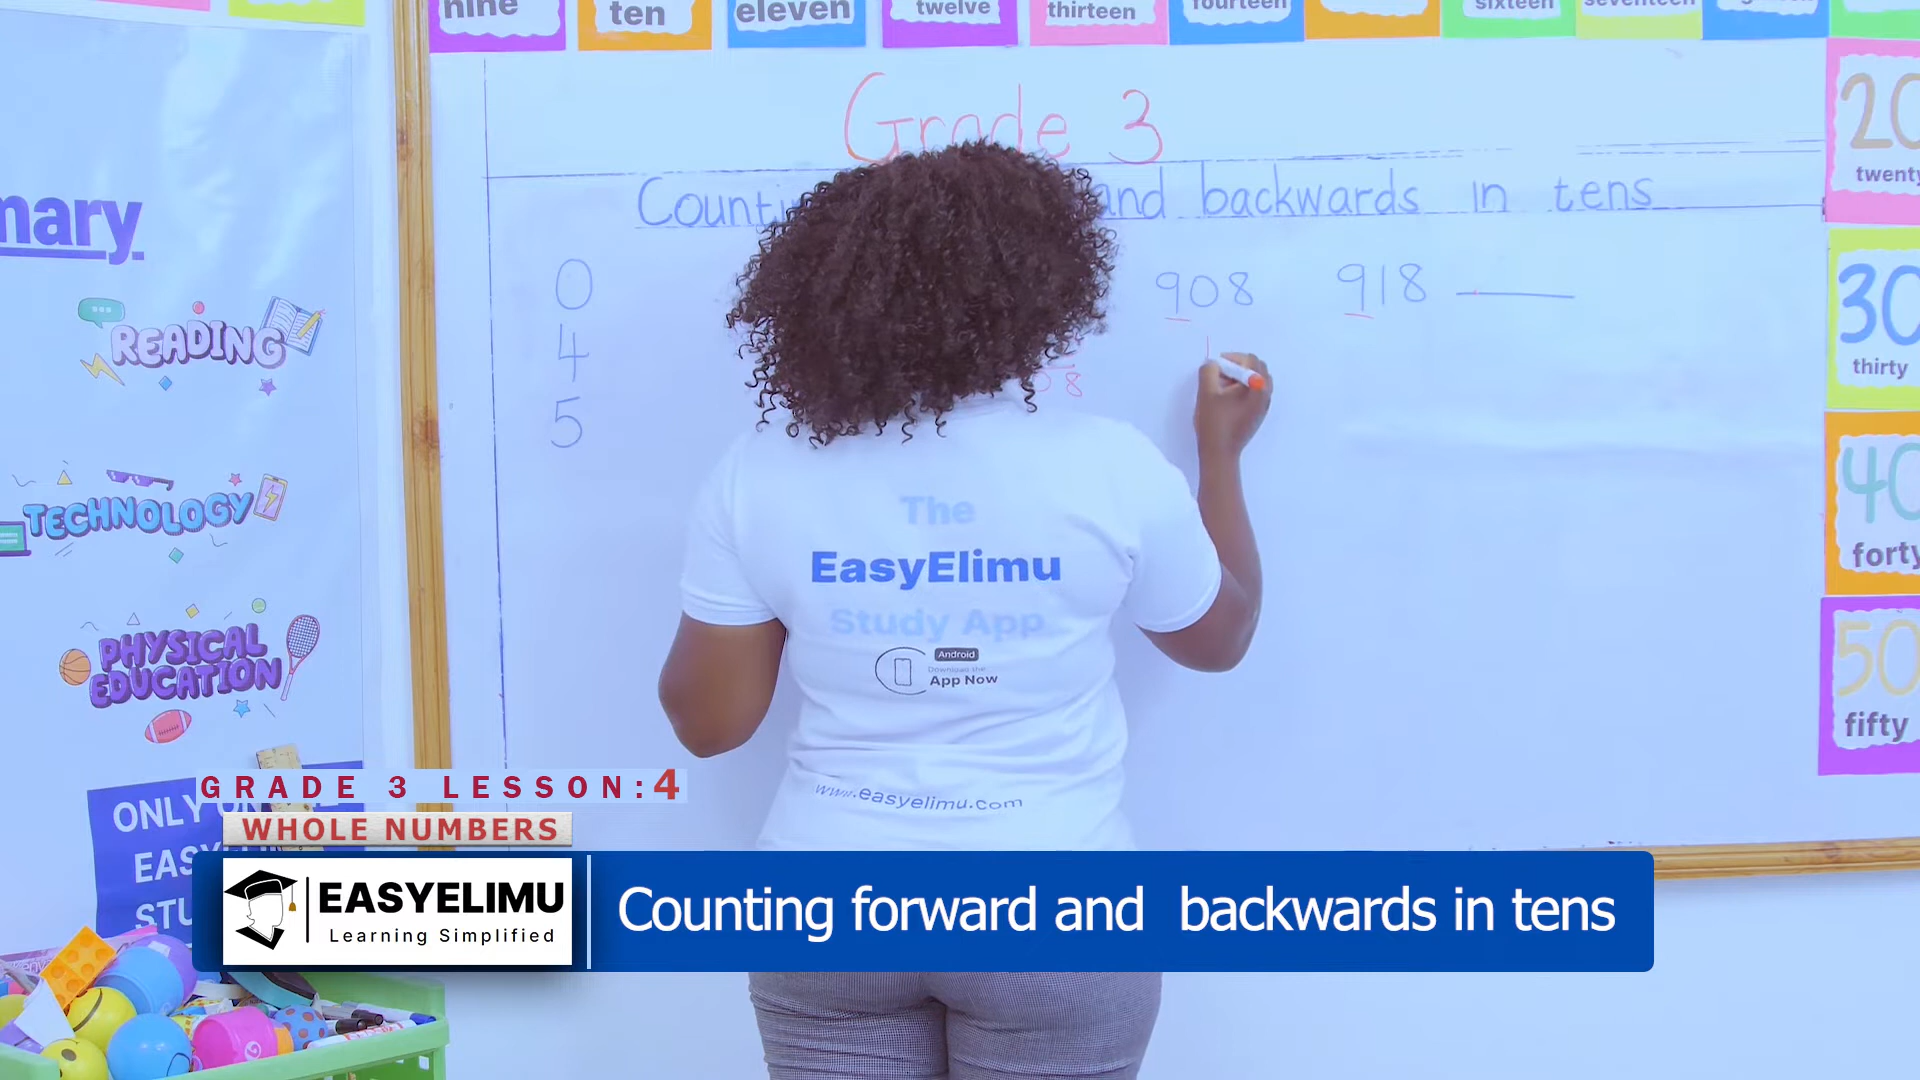 nine
ten
eleven
twelve
thirteen
fourteen
sixteen
seventeen
Grade 3
and backwards in tens
0
908 918
4
8
5
20
twenty
30
thirty
40
forty
50
fifty
READING
TECHNOLOGY
PHYSICAL
EDUCATION
The
EasyElimu
Study App
Android
Download the
App Now
www.easyelimu.com
ONLY
GRADE 3 LESSON:4
WHOLE NUMBERS
EASYELIMU
Learning Simplified
Counting forward and backwards in tens